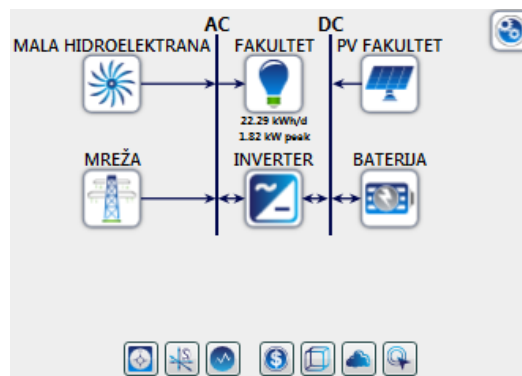 AC DC
MALA HIDROELEKTRANA FAKULTET PV FAKULTET
22.29 kWh/d
1.82 kW peak
MREŽA INVERTER BATERIJA